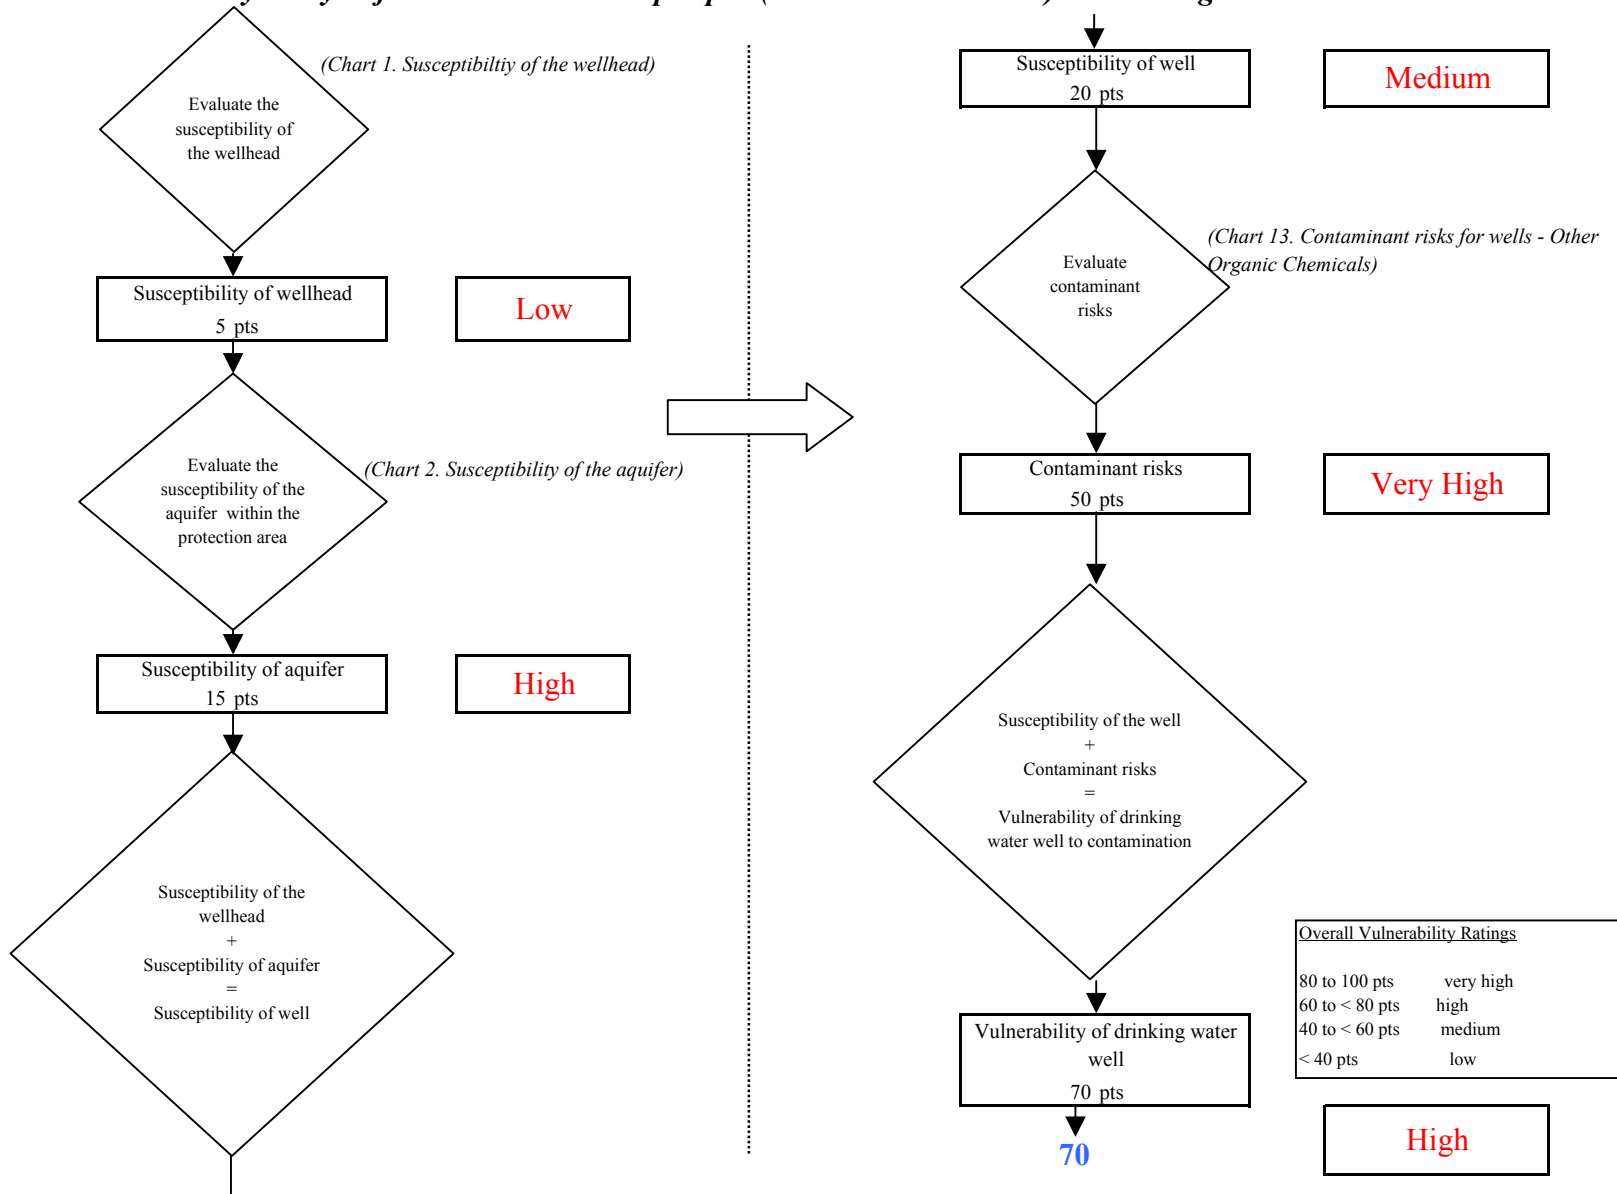 (Chart 1. Susceptibiltiy of the wellhead)
Evaluate the
susceptibility of
the wellhead
Susceptibility of wellhead
5 pts
Low
Evaluate the
susceptibility of the
aquifer within the
protection area
(Chart 2. Susceptibility of the aquifer)
Susceptibility of aquifer
15 pts
High
Susceptibility of the
wellhead
+
Susceptibility of aquifer
=
Susceptibility of well
Susceptibility of well
20 pts
Medium
(Chart 13. Contaminant risks for wells - Other
Organic Chemicals)
Evaluate
contaminant
risks
Contaminant risks
50 pts
Very High
Susceptibility of the well
+
Contaminant risks
=
Vulnerability of drinking
water well to contamination
Overall Vulnerability Ratings
80 to 100 pts very high
60 to < 80 pts high
40 to < 60 pts medium
< 40 pts low
Vulnerability of drinking water
well
70 pts
70
High